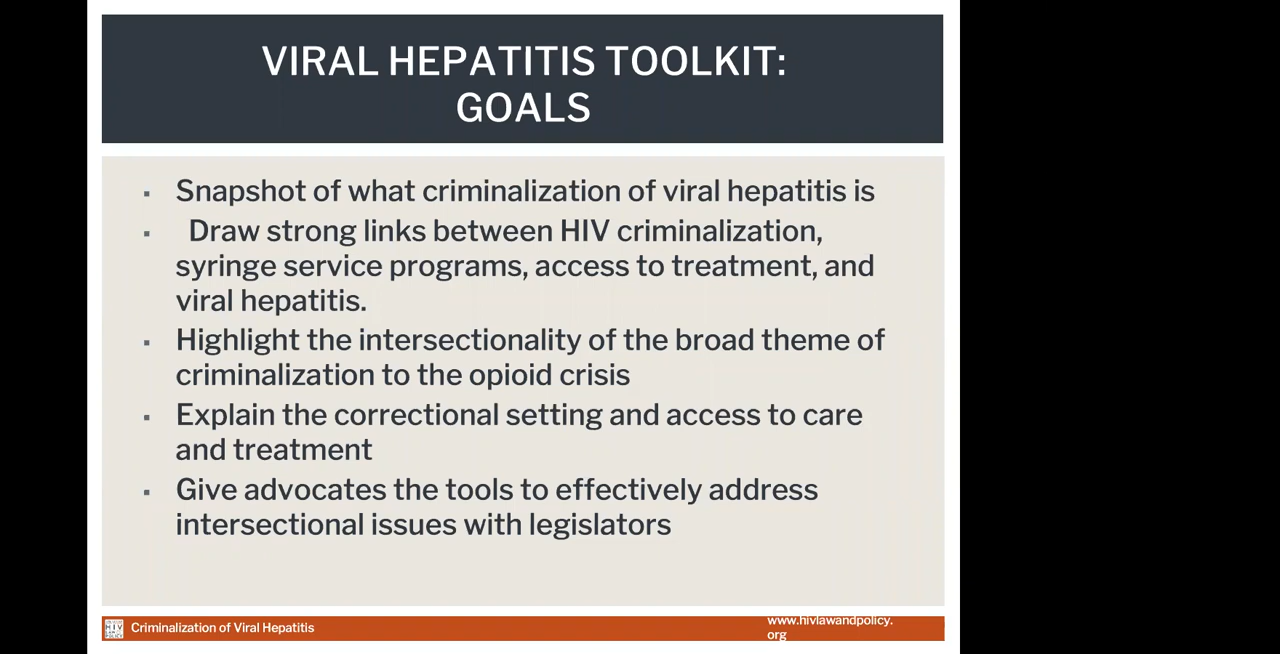 VIRAL HEPATITIS TOOLKIT:
GOALS
▪ Snapshot of what criminalization of viral hepatitis is
▪ Draw strong links between HIV criminalization,
syringe service programs, access to treatment, and
viral hepatitis.
▪ Highlight the intersectionality of the broad theme of
criminalization to the opioid crisis
▪ Explain the correctional setting and access to care
and treatment
▪ Give advocates the tools to effectively address
intersectional issues with legislators
HIV
Criminalization of Viral Hepatitis
www.hivlawandpolicy.
org